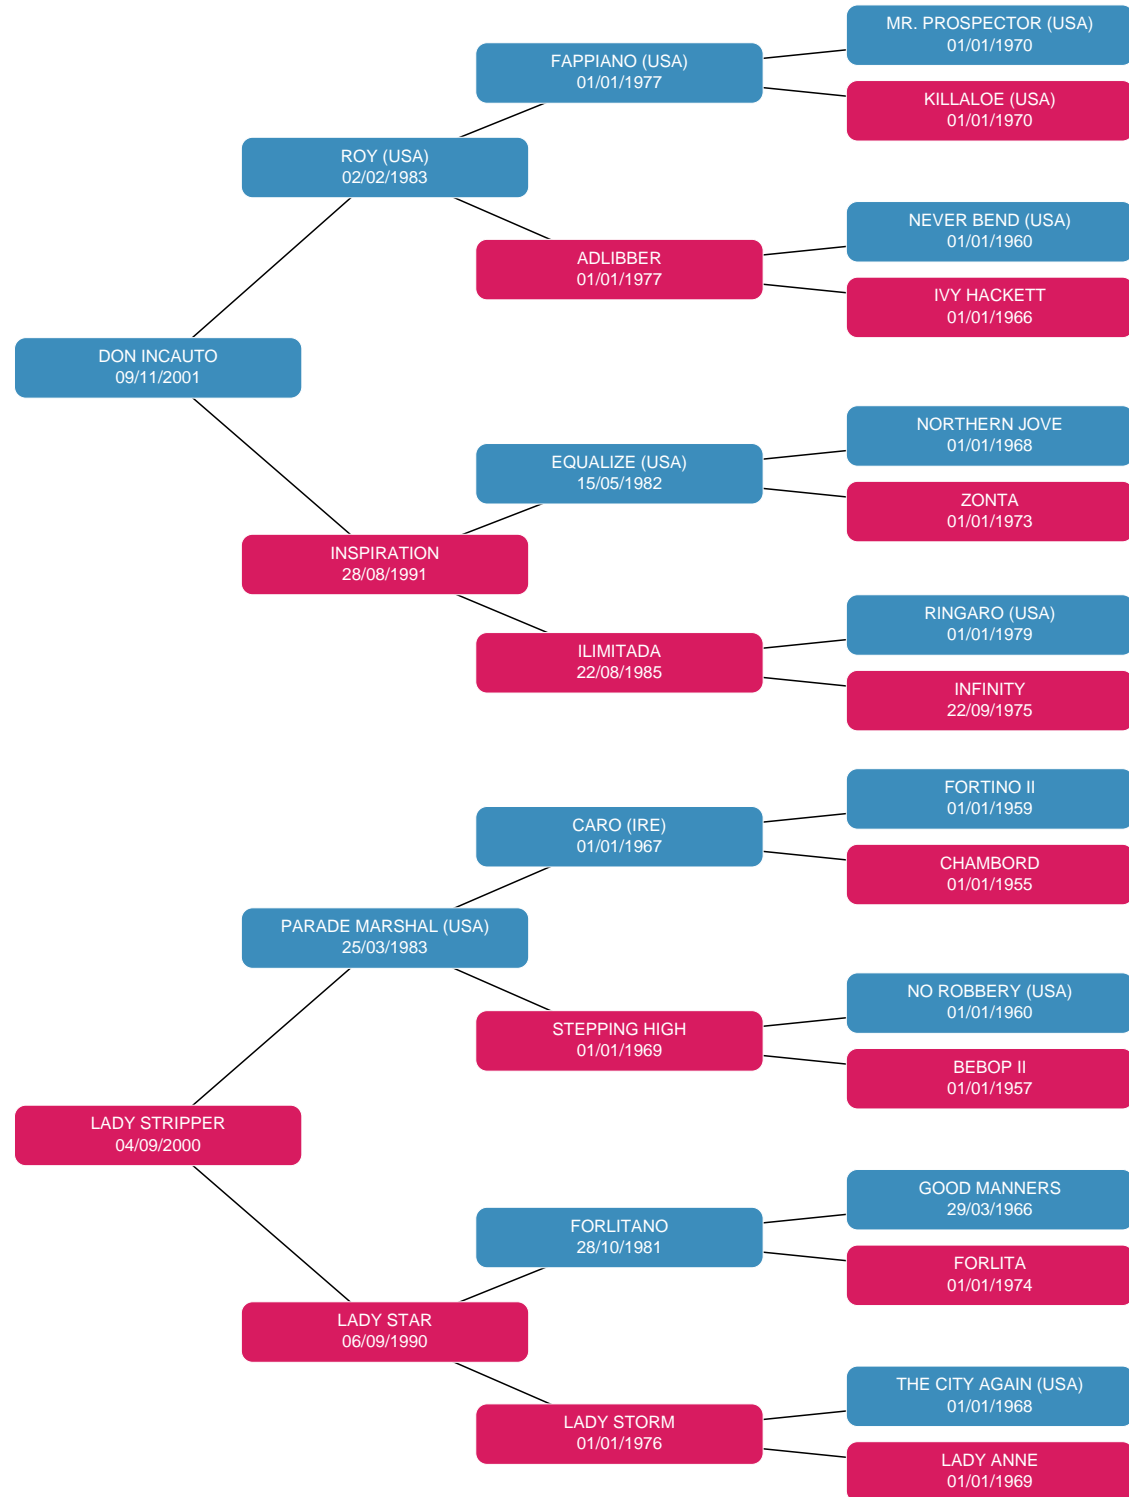 MR. PROSPECTOR (USA)
01/01/1970
FAPPIANO (USA)
01/01/1977
KILLALOE (USA)
01/01/1970
ROY (USA)
02/02/1983
NEVER BEND (USA)
01/01/1960
ADLIBBER
01/01/1977
IVY HACKETT
01/01/1966
DON INCAUTO
09/11/2001
NORTHERN JOVE
01/01/1968
EQUALIZE (USA)
15/05/1982
ZONTA
01/01/1973
INSPIRATION
28/08/1991
RINGARO (USA)
01/01/1979
ILIMITADA
22/08/1985
INFINITY
22/09/1975
FORTINO II
01/01/1959
CARO (IRE)
01/01/1967
CHAMBORD
01/01/1955
PARADE MARSHAL (USA)
25/03/1983
NO ROBBERY (USA)
01/01/1960
STEPPING HIGH
01/01/1969
BEBOP II
01/01/1957
LADY STRIPPER
04/09/2000
GOOD MANNERS
29/03/1966
FORLITANO
28/10/1981
FORLITA
01/01/1974
LADY STAR
06/09/1990
THE CITY AGAIN (USA)
01/01/1968
LADY STORM
01/01/1976
LADY ANNE
01/01/1969